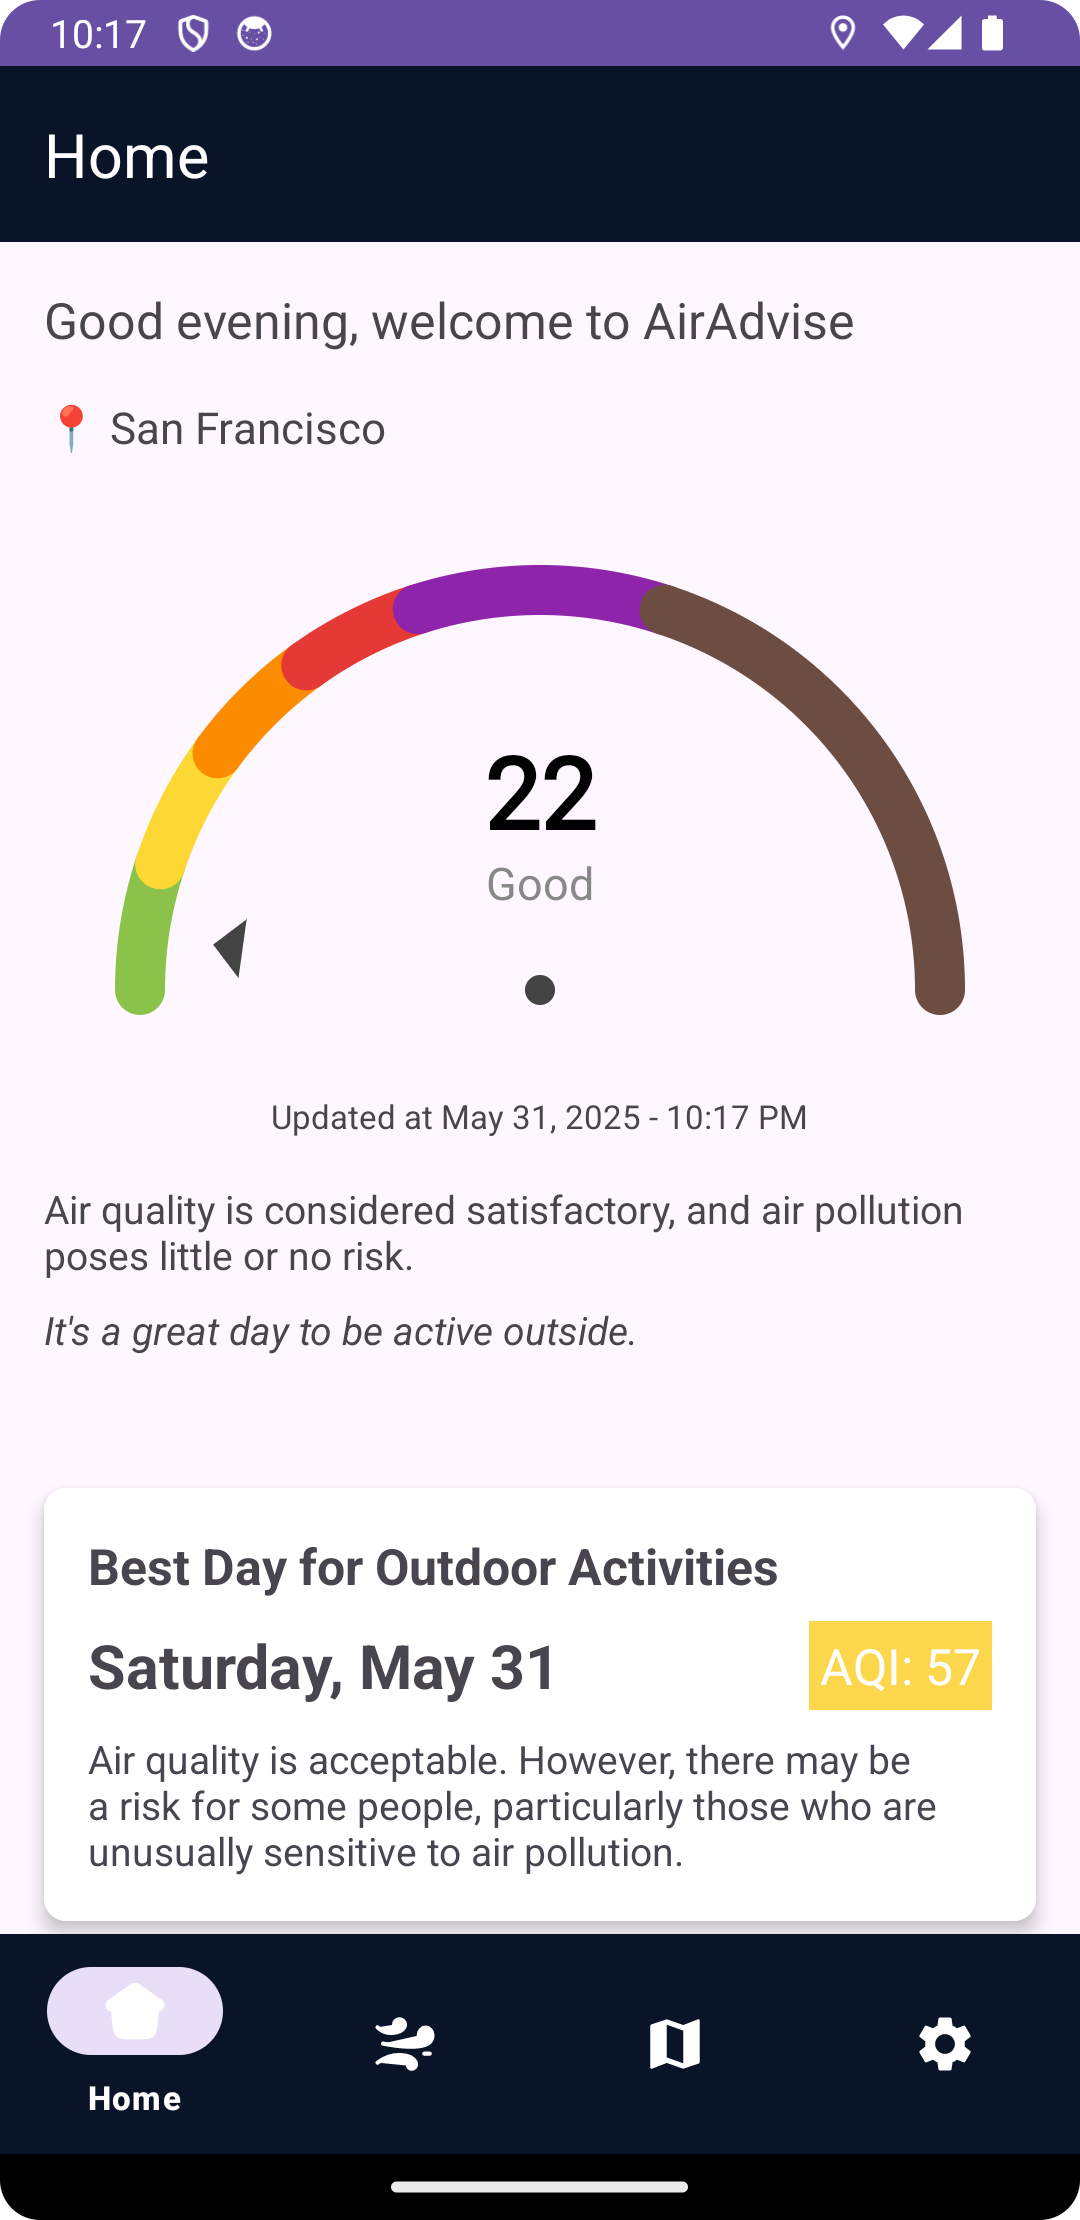 10:17
Home
Good evening, welcome to AirAdvise
📍 San Francisco
22
Good
Updated at May 31, 2025 - 10:17 PM
Air quality is considered satisfactory, and air pollution
poses little or no risk.
It's a great day to be active outside.
Best Day for Outdoor Activities
Saturday, May 31
AQI: 57
Air quality is acceptable. However, there may be
a risk for some people, particularly those who are
unusually sensitive to air pollution.
Home